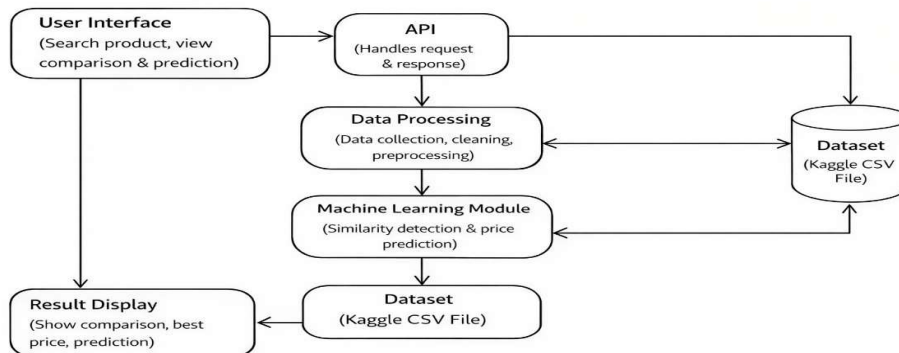 User Interface
(Search product, view
comparison & prediction)
API
(Handles request
& response)
Data Processing
(Data collection, cleaning,
preprocessing)
Dataset
(Kaggle CSV
File)
Machine Learning Module
(Similarity detection & price
prediction)
Dataset
(Kaggle CSV File)
Result Display
(Show comparison, best
price, prediction)